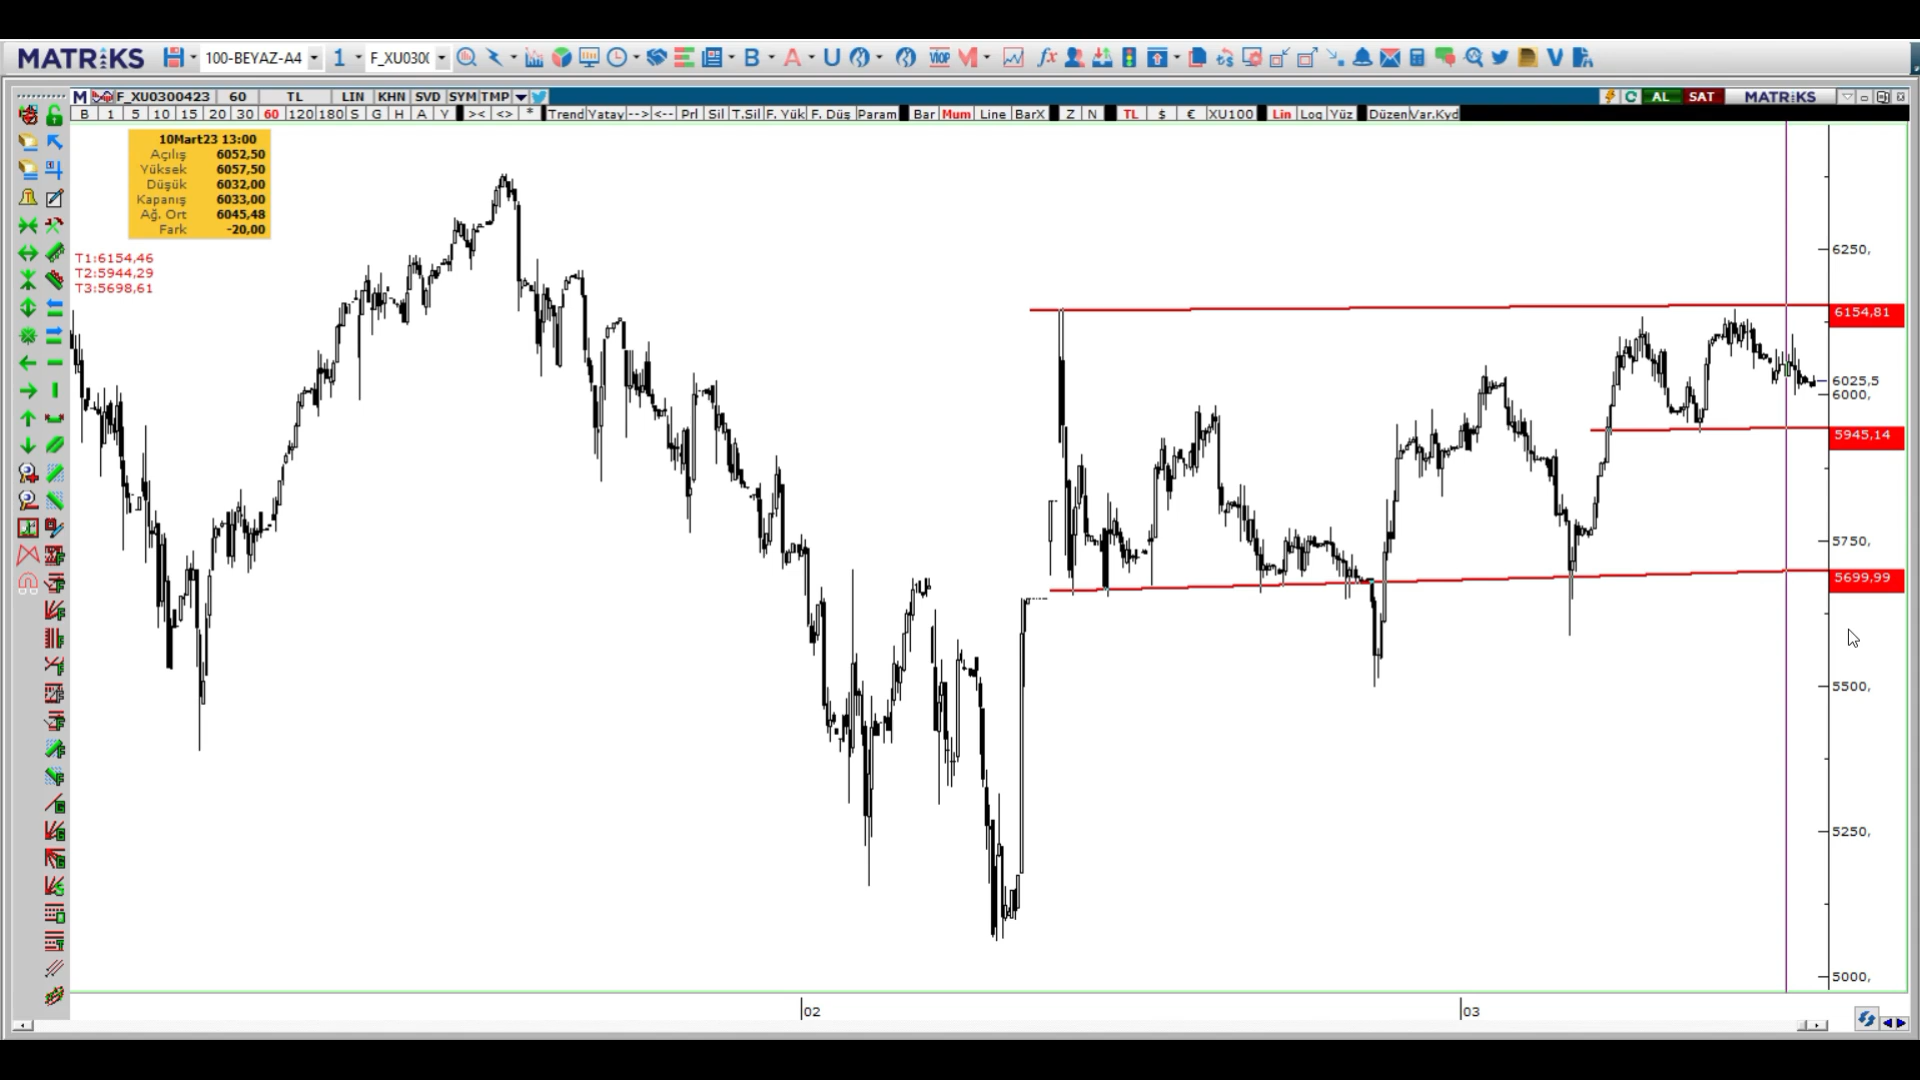 MATRiKS 100-BEYAZ-A4 1 F_XU030( B A U VIOP M fx V
M F_XU0300423 60 TL LIN KHN SVD SYM TMP C AL SAT MATRiKS
B 1 5 10 15 20 30 60 120 180 S G H A Y >< <> * Trend Yatay --> <-- Prl Sil T.Sil F. Yük F. Düş Param Bar Mum Line BarX Z N TL $ € XU100 Lin Log Yüz Düzen Var.Kyd
10Mart23 13:00
Açılış 6052,50
Yüksek 6057,50
Düşük 6032,00
Kapanış 6033,00
Ağ. Ort 6045,48
Fark -20,00
T1:6154,46
T2:5944,29
T3:5698,61
6250,
6154,81
6025,5
6000,
5945,14
5750,
5699,99
5500,
5250,
5000,
02 03